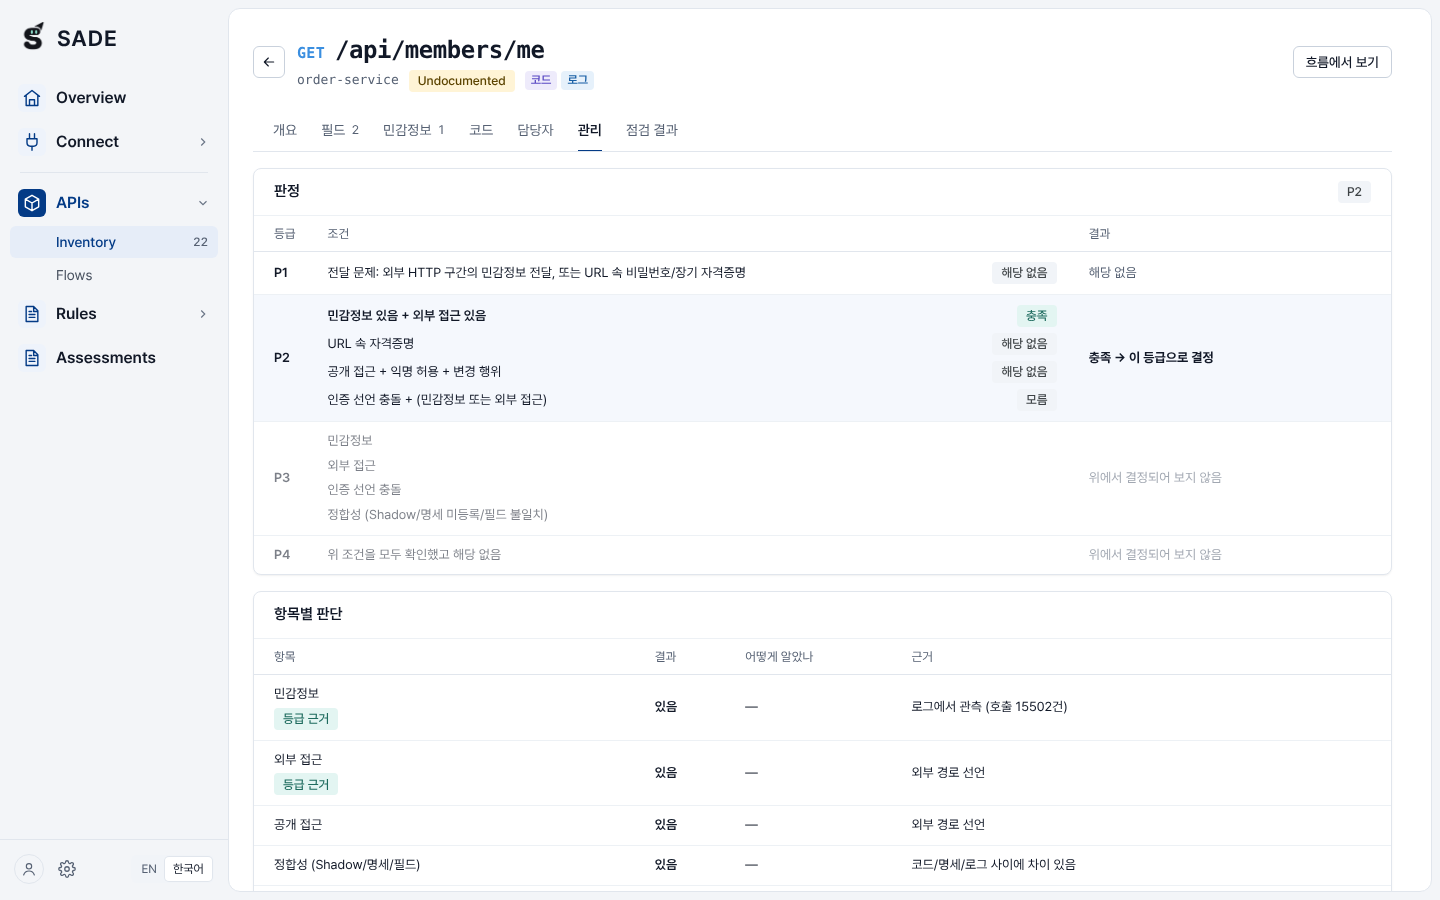 SADE
Overview
Connect
APIs
Inventory 22
Flows
Rules
Assessments
EN 한국어
GET /api/members/me
order-service Undocumented 코드 로그
흐름에서 보기
개요 필드 2 민감정보 1 코드 담당자 관리 점검 결과
판정 P2
등급 조건 결과
P1 전달 문제: 외부 HTTP 구간의 민감정보 전달, 또는 URL 속 비밀번호/장기 자격증명 해당 없음 해당 없음
P2
민감정보 있음 + 외부 접근 있음 충족
URL 속 자격증명 해당 없음
공개 접근 + 익명 허용 + 변경 행위 해당 없음
인증 선언 충돌 + (민감정보 또는 외부 접근) 모름
충족 → 이 등급으로 결정
P3
민감정보
외부 접근
인증 선언 충돌
정합성 (Shadow/명세 미등록/필드 불일치)
위에서 결정되어 보지 않음
P4 위 조건을 모두 확인했고 해당 없음 위에서 결정되어 보지 않음
항목별 판단
항목 결과 어떻게 알았나 근거
민감정보
등급 근거
있음 — 로그에서 관측 (호출 15502건)
외부 접근
등급 근거
있음 — 외부 경로 선언
공개 접근 있음 — 외부 경로 선언
정합성 (Shadow/명세/필드) 있음 — 코드/명세/로그 사이에 차이 있음